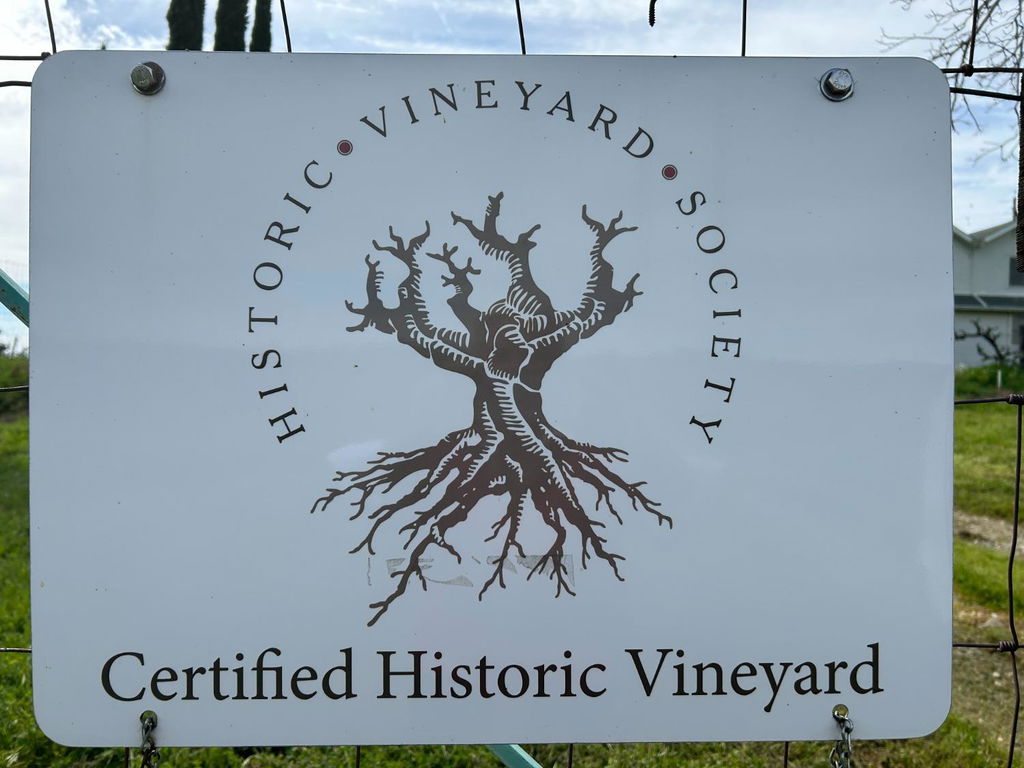 HISTORIC • VINEYARD • SOCIETY
Certified Historic Vineyard